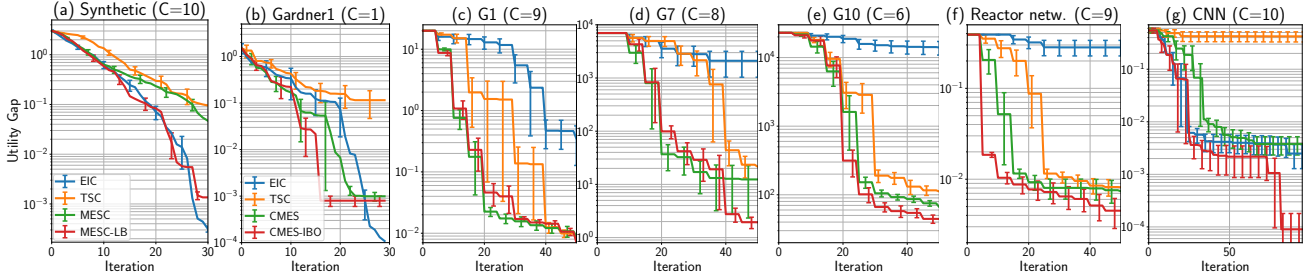 (a) Synthetic (C=10)
(b) Gardner1 (C=1)
(c) G1 (C=9)
(d) G7 (C=8)
(e) G10 (C=6)
(f) Reactor netw. (C=9)
(g) CNN (C=10)
Utility Gap
10^0
10^-1
10^-2
10^-3
EIC
TSC
MESC
MESC-LB
0 10 20 30
Iteration
10^0
10^-1
10^-2
10^-3
10^-4
EIC
TSC
CMES
CMES-IBO
0 10 20 30
Iteration
10^1
10^0
10^-1
10^-2
0 20 40
Iteration
10^4
10^3
10^2
10^1
10^0
0 20 40
Iteration
10^4
10^3
10^2
0 20 40
Iteration
10^-1
10^-2
0 20 40
Iteration
10^0
10^-1
10^-2
10^-3
10^-4
50
Iteration